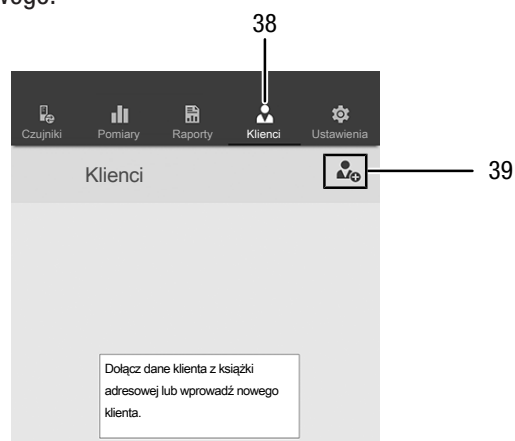 38
Czujniki Pomiary Raporty Klienci Ustawienia
Klienci
39
Dołącz dane klienta z książki
adresowej lub wprowadź nowego
klienta.